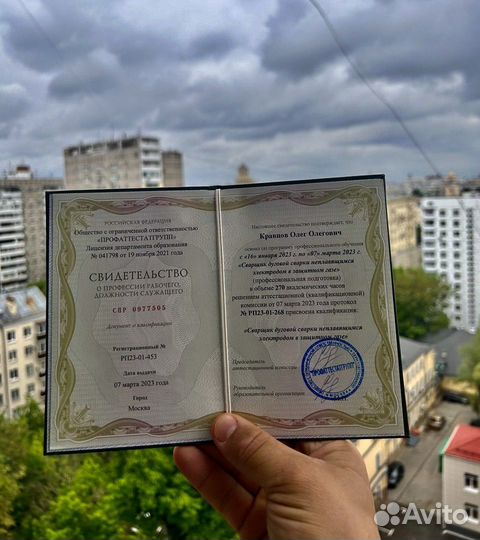 РОССИЙСКАЯ ФЕДЕРАЦИЯ
Общество с ограниченной ответственностью
«ПРОФАТТЕСТАТГРУПП»
Лицензия департамента образования
№ 041798 от 19 ноября 2021
СВИДЕТЕЛЬСТВО
О ПРОФЕССИИ РАБОЧЕГО,
ДОЛЖНОСТИ СЛУЖАЩЕГО
СПР 0977505
Документ о квалификации
Регистрационный №
РП23-01-453
Дата выдачи
07 марта 2023 года
Город
Москва
Настоящее свидетельство подтверждает, что
Кравцов Олег Олегович
освоил по программу профессионального обучения
с «16» января 2023 г. по «07» марта 2023 г.
«Сварщик дуговой сварки неплавящимся
электродом в защитном газе»
(профессиональная подготовка)
в объеме 270 академических часов
решением аттестационной (квалификационной)
комиссии от 07 марта 2023 года протокол
№ РП23-01-268 присвоена квалификация:
«Сварщик дуговой сварки неплавящимся
электродом в защитном газе»
Председатель
аттестационной комиссии
Руководитель
образовательной организации
ПРОФАТТЕСТАТГРУПП
Avito